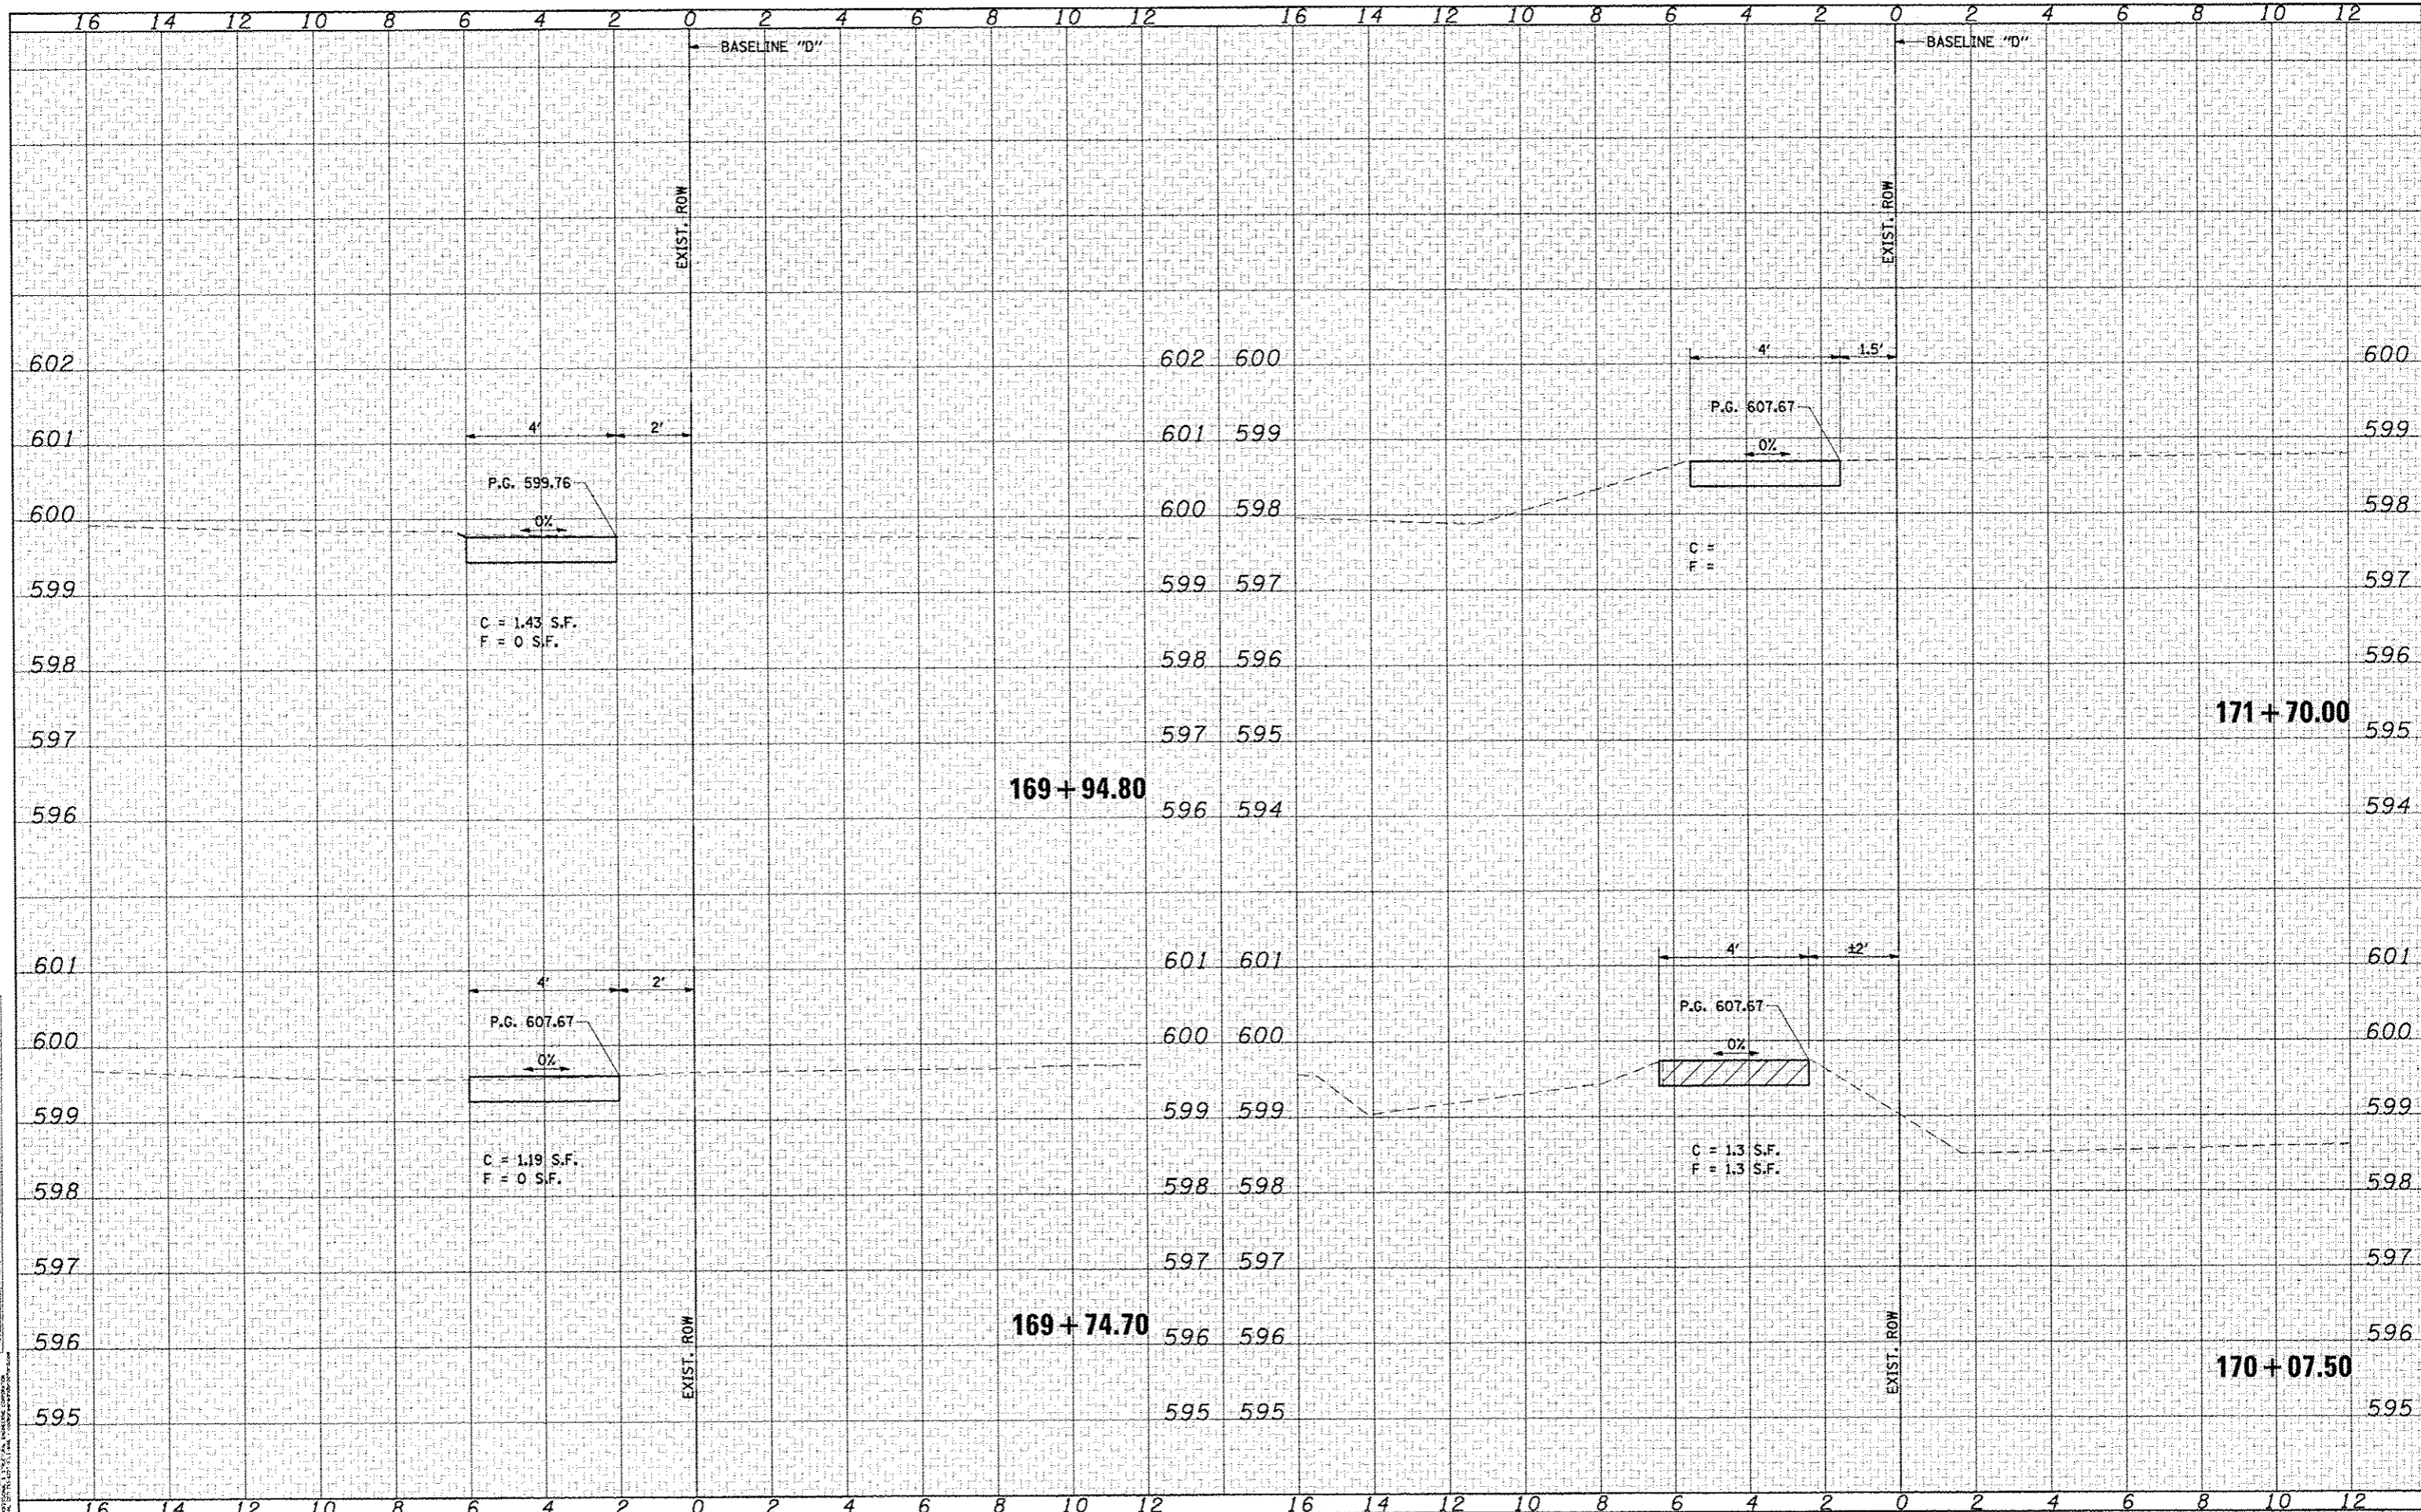 16 14 12 10 8 6 4 2 0 2 4 6 8 10 12 16 14 12 10 8 6 4 2 0 2 4 6 8 10 12
BASELINE "D"
EXIST. ROW
602 602
4' 2'
601 601
P.G. 599.76
600 600
0%
599 599
C = 1.43 S.F.
F = 0 S.F.
598 598
597 597
169+94.80
596 596
601 601
4' 2'
P.G. 607.67
600 600
0%
599 599
C = 1.19 S.F.
F = 0 S.F.
598 598
597 597
169+74.70
596 596
EXIST. ROW
595 595
BASELINE "D"
EXIST. ROW
600 600
4' 1.5'
P.G. 607.67
599 599
0%
598 598
C =
F =
597 597
596 596
171+70.00
595 595
594 594
601 601
4' ±2'
P.G. 607.67
600 600
0%
599 599
C = 1.3 S.F.
F = 1.3 S.F.
598 598
597 597
596 596
EXIST. ROW
170+07.50
595 595
16 14 12 10 8 6 4 2 0 2 4 6 8 10 12 16 14 12 10 8 6 4 2 0 2 4 6 8 10 12